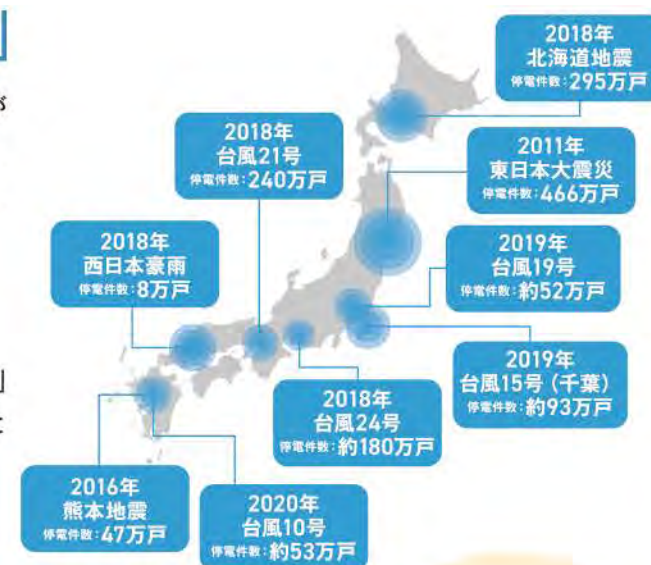 」
が
2018年
北海道地震
停電件数:295万戸
2018年
台風21号
停電件数:240万戸
2011年
東日本大震災
停電件数:466万戸
2018年
西日本豪雨
停電件数:8万戸
2019年
台風19号
停電件数:約52万戸
2019年
台風15号(千葉)
停電件数:約93万戸
」
2018年
台風24号
停電件数:約180万戸
2016年
熊本地震
停電件数:47万戸
2020年
台風10号
停電件数:約53万戸